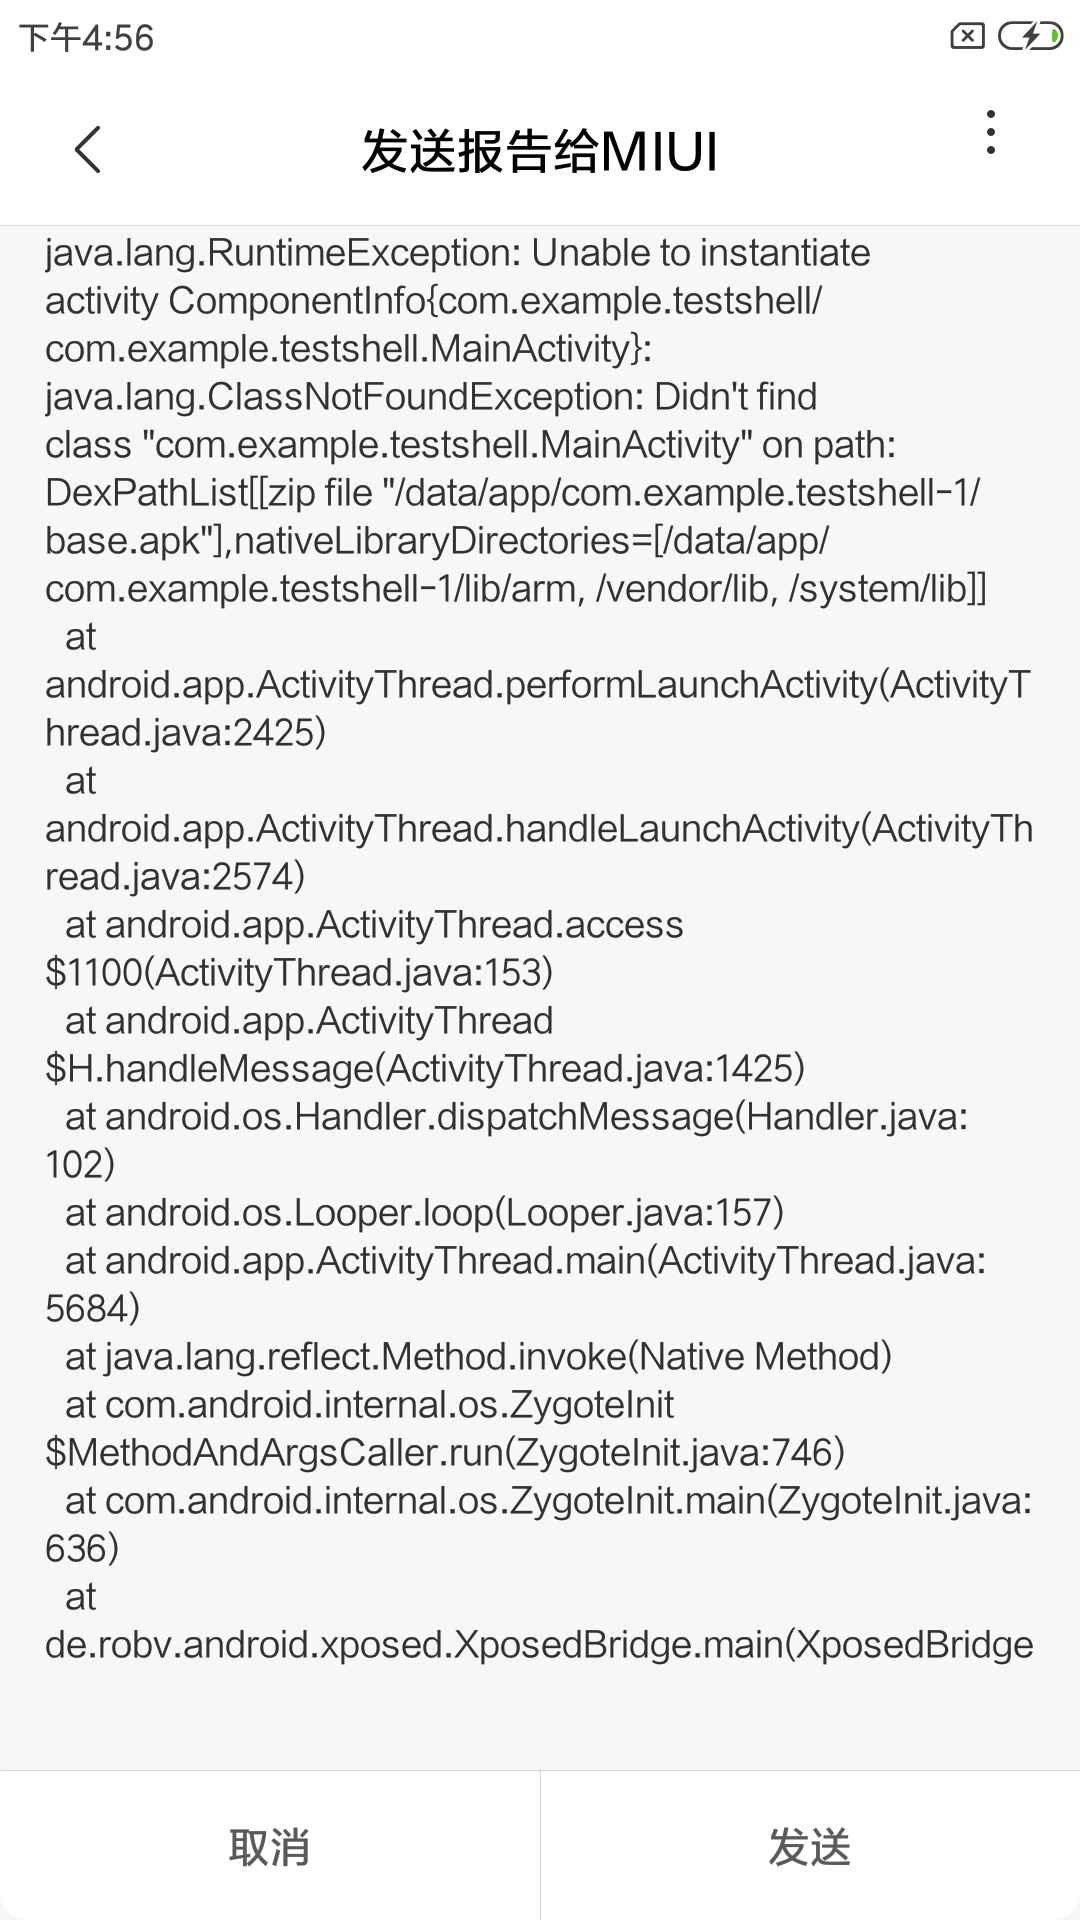 下午4:56
发送报告给MIUI
java.lang.RuntimeException: Unable to instantiate
activity ComponentInfo{com.example.testshell/
com.example.testshell.MainActivity}:
java.lang.ClassNotFoundException: Didn't find
class "com.example.testshell.MainActivity" on path:
DexPathList[[zip file "/data/app/com.example.testshell-1/
base.apk"],nativeLibraryDirectories=[/data/app/
com.example.testshell-1/lib/arm, /vendor/lib, /system/lib]]
at
android.app.ActivityThread.performLaunchActivity(ActivityT
hread.java:2425)
at
android.app.ActivityThread.handleLaunchActivity(ActivityTh
read.java:2574)
at android.app.ActivityThread.access
$1100(ActivityThread.java:153)
at android.app.ActivityThread
$H.handleMessage(ActivityThread.java:1425)
at android.os.Handler.dispatchMessage(Handler.java:
102)
at android.os.Looper.loop(Looper.java:157)
at android.app.ActivityThread.main(ActivityThread.java:
5684)
at java.lang.reflect.Method.invoke(Native Method)
at com.android.internal.os.ZygoteInit
$MethodAndArgsCaller.run(ZygoteInit.java:746)
at com.android.internal.os.ZygoteInit.main(ZygoteInit.java:
636)
at
de.robv.android.xposed.XposedBridge.main(XposedBridge
取消
发送